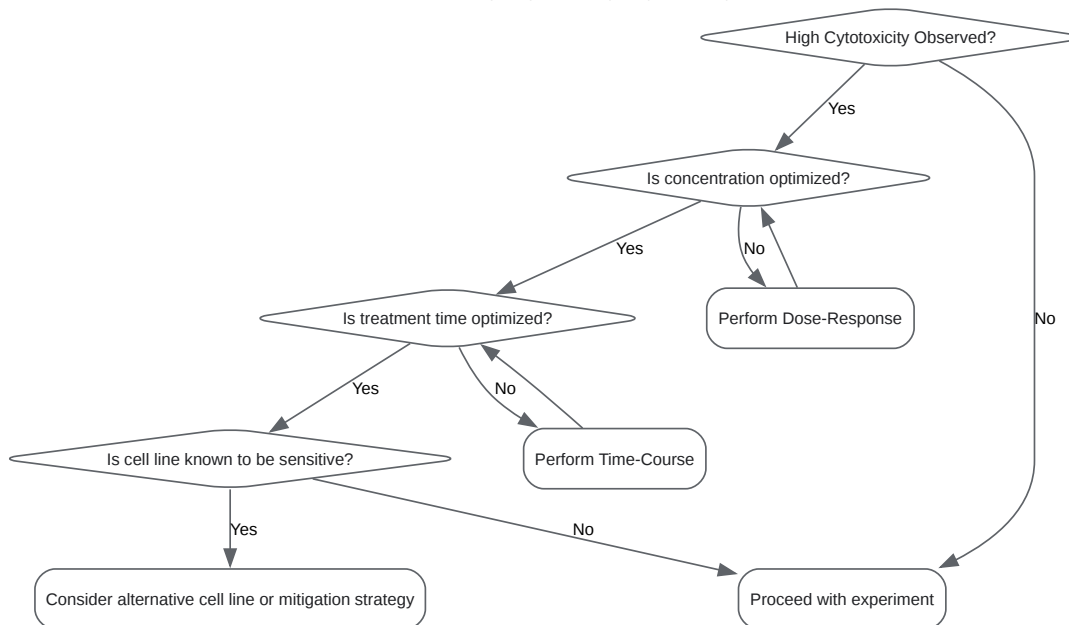 High Cytotoxicity Observed?
Yes
Is concentration optimized?
Yes
No
Is treatment time optimized?
Perform Dose-Response
No
Yes
No
Is cell line known to be sensitive?
Perform Time-Course
Yes
No
Consider alternative cell line or mitigation strategy
Proceed with experiment